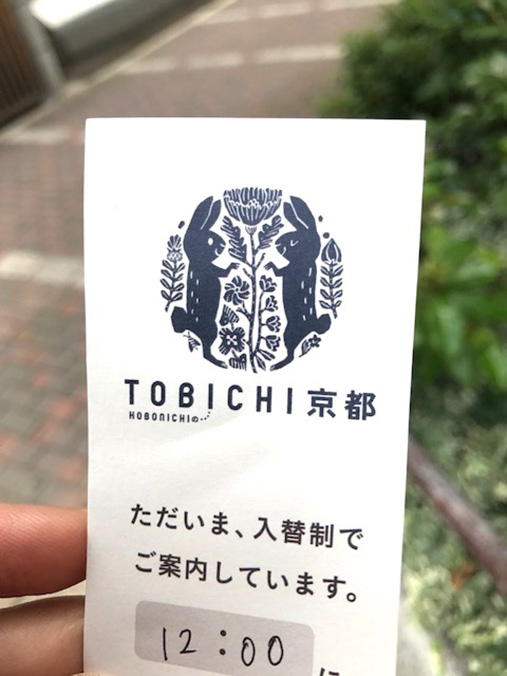 TOBICHI京都
HOBONICHIの
ただいま、入替制で
ご案内しています。
12:00
に